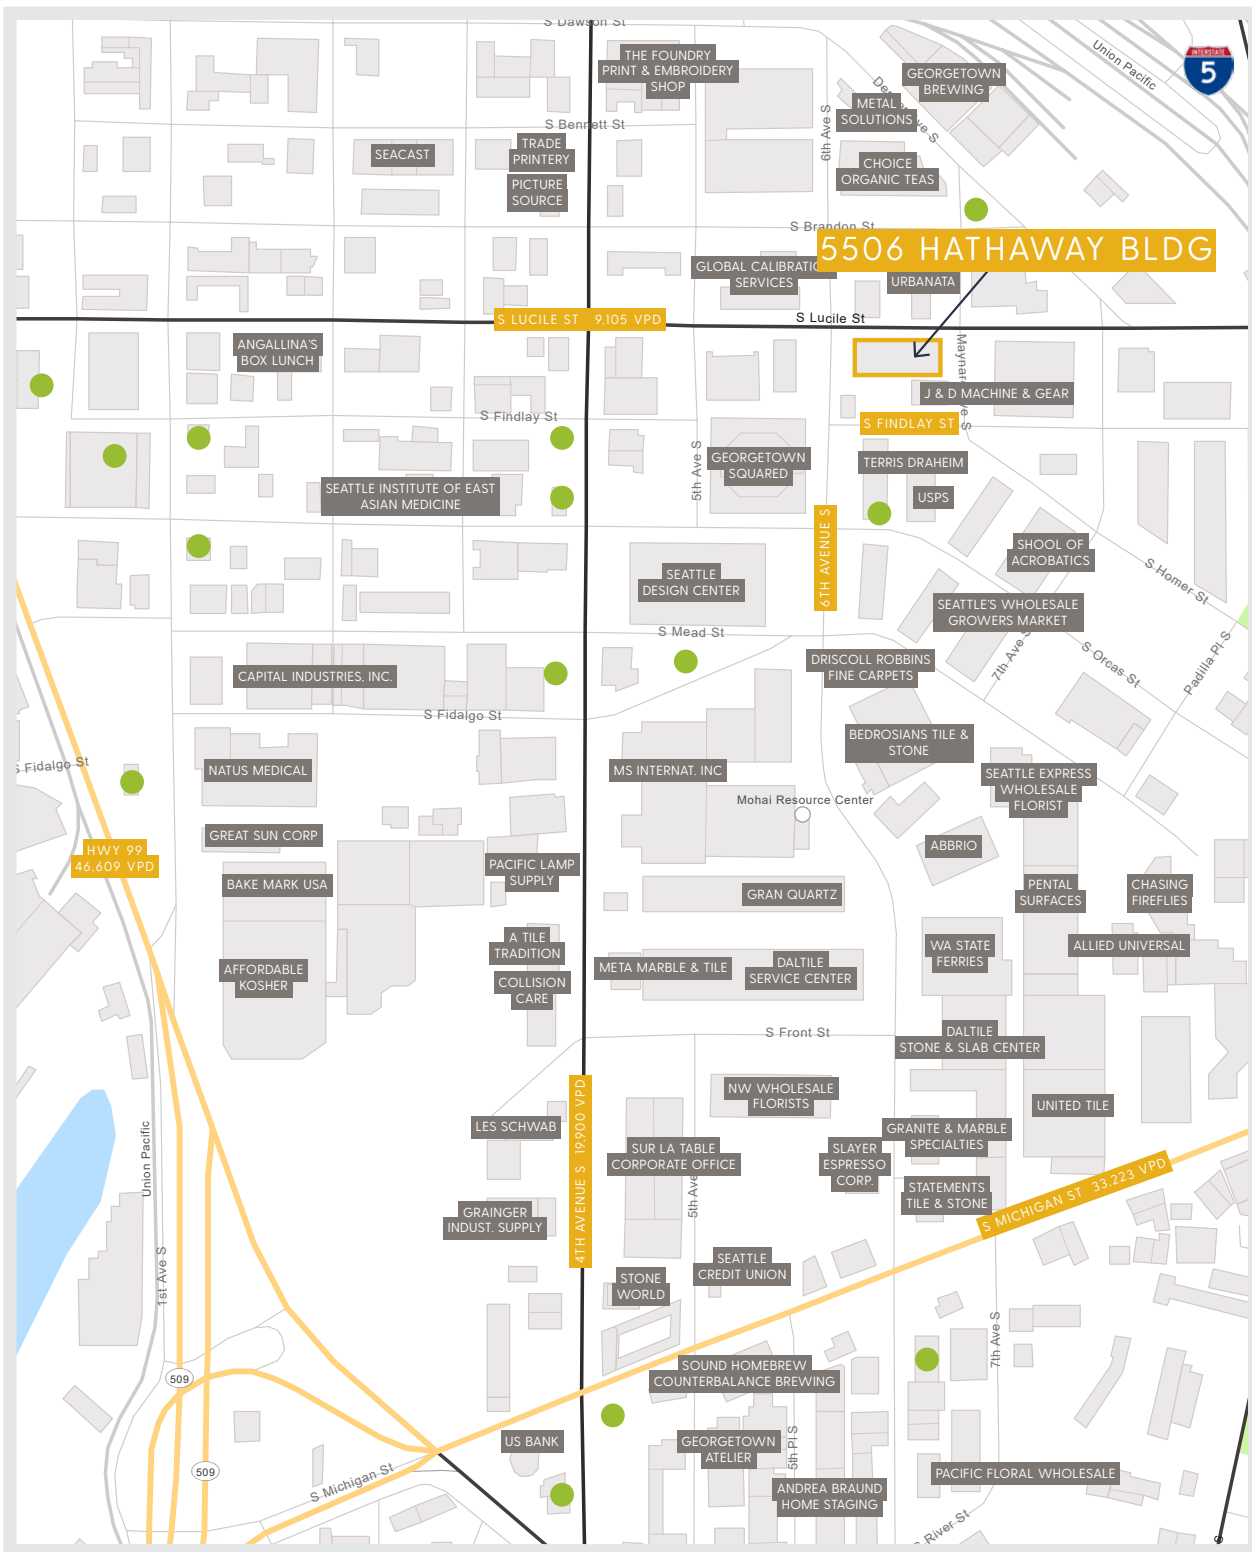 S Dawson St
THE FOUNDRY
PRINT & EMBROIDERY
SHOP
Union Pacific
INTERSTATE
5
GEORGETOWN
BREWING
METAL
SOLUTIONS
6th Ave S
S Bennett St
SEACAST
TRADE
PRINTERY
PICTURE
SOURCE
CHOICE
ORGANIC TEAS
S Brandon St
5506 HATHAWAY BLDG
GLOBAL CALIBRATIO
SERVICES
URBANATA
S LUCILE ST 9,105 VPD
S Lucile St
ANGALLINA'S
BOX LUNCH
J & D MACHINE & GEAR
S Findlay St
S FINDLAY ST
5th Ave S
GEORGETOWN
SQUARED
TERRIS DRAHEIM
USPS
SEATTLE INSTITUTE OF EAST
ASIAN MEDICINE
6TH AVENUE S
SHOOL OF
ACROBATICS
S Homer St
SEATTLE
DESIGN CENTER
SEATTLE'S WHOLESALE
GROWERS MARKET
S Mead St
7th Ave S
S Orcas St
Padilla Pl S
DRISCOLL ROBBINS
FINE CARPETS
CAPITAL INDUSTRIES, INC.
S Fidalgo St
BEDROSIANS TILE &
STONE
S Fidalgo St
NATUS MEDICAL
MS INTERNAT. INC
SEATTLE EXPRESS
WHOLESALE
FLORIST
Mohai Resource Center
GREAT SUN CORP
HWY 99
46,609 VPD
ABBRIO
BAKE MARK USA
PACIFIC LAMP
SUPPLY
GRAN QUARTZ
PENTAL
SURFACES
CHASING
FIREFLIES
A TILE
TRADITION
WA STATE
FERRIES
ALLIED UNIVERSAL
AFFORDABLE
KOSHER
COLLISION
CARE
META MARBLE & TILE
DALTILE
SERVICE CENTER
S Front St
DALTILE
STONE & SLAB CENTER
4TH AVENUE S 19,900 VPD
NW WHOLESALE
FLORISTS
UNITED TILE
LES SCHWAB
Union Pacific
SUR LA TABLE
CORPORATE OFFICE
SLAYER
ESPRESSO
CORP.
GRANITE & MARBLE
SPECIALTIES
5th Ave
STATEMENTS
TILE & STONE
S MICHIGAN ST 33,223 VPD
GRAINGER
INDUST. SUPPLY
1st Ave S
SEATTLE
CREDIT UNION
STONE
WORLD
7th Ave S
SOUND HOMEBREW
COUNTERBALANCE BREWING
509
US BANK
GEORGETOWN
ATELIER
5th Pl S
509
S Michigan St
PACIFIC FLORAL WHOLESALE
ANDREA BRAUND
HOME STAGING
S River St